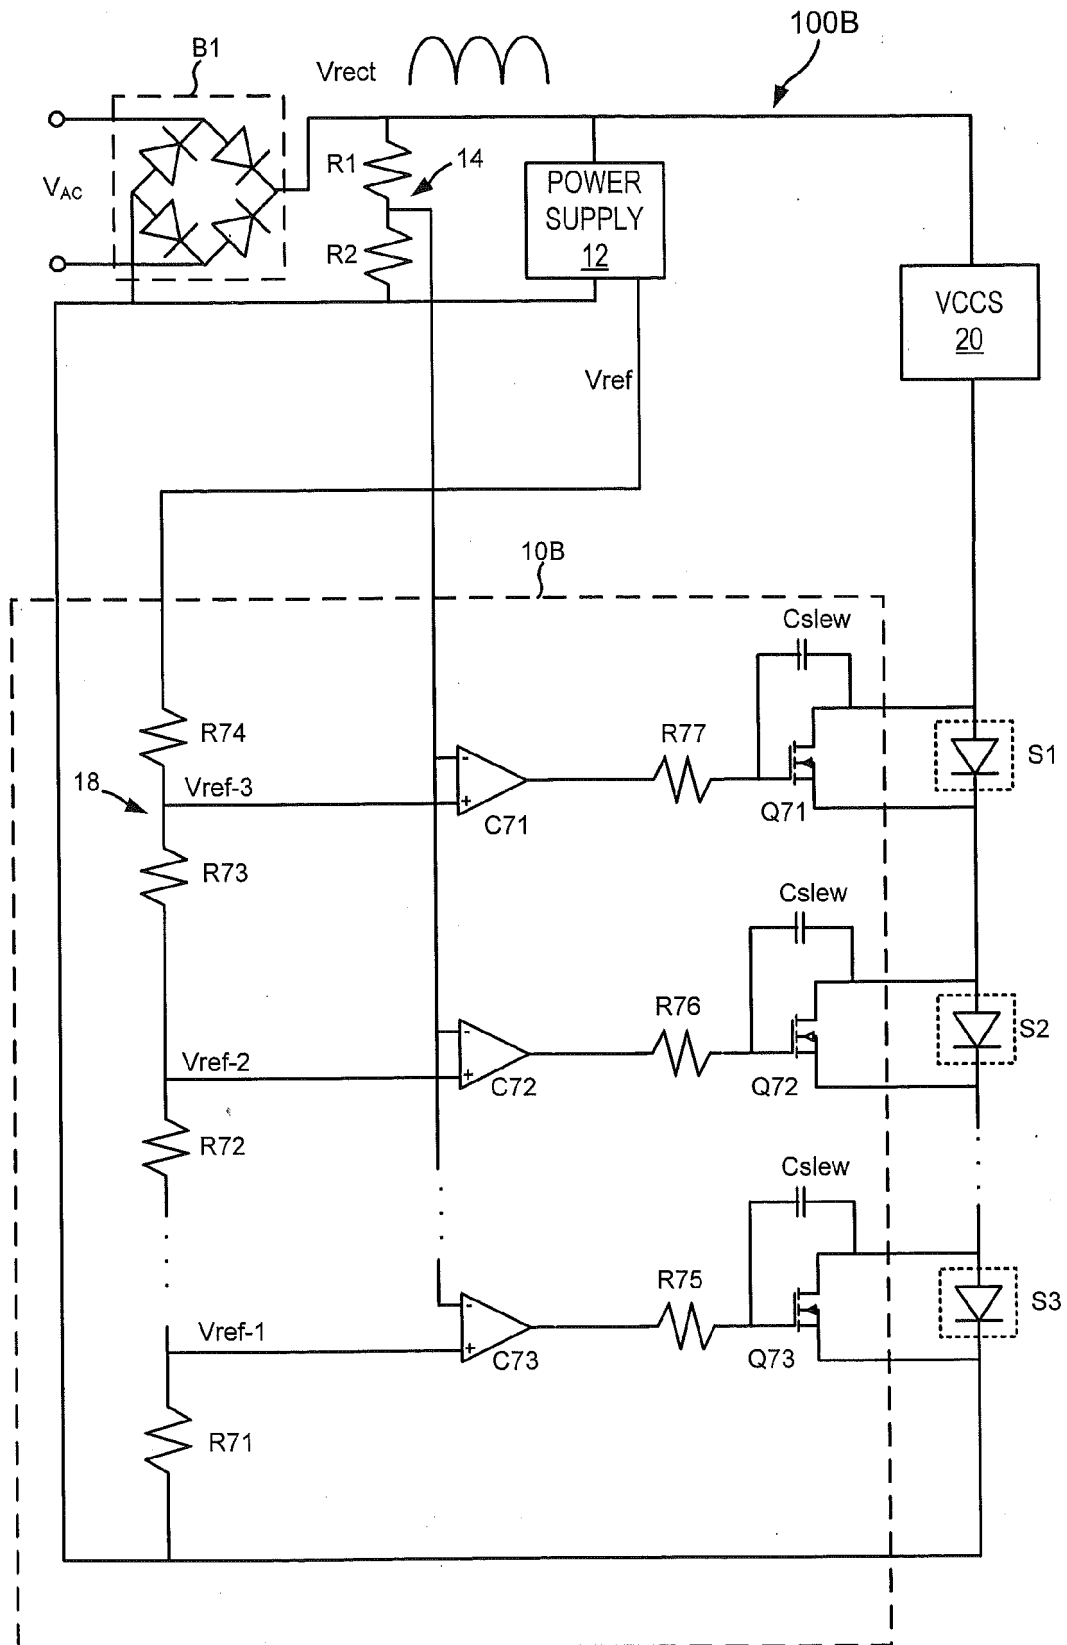 100B
B1
Vrect
VAC
R1
14
R2
POWER
SUPPLY
12
VCCS
20
Vref
10B
Cslew
R74
R77
S1
18
Vref-3
-
+
C71
Q71
R73
Cslew
R76
S2
Vref-2
-
+
C72
Q72
R72
Cslew
R75
S3
Vref-1
-
+
C73
Q73
R71